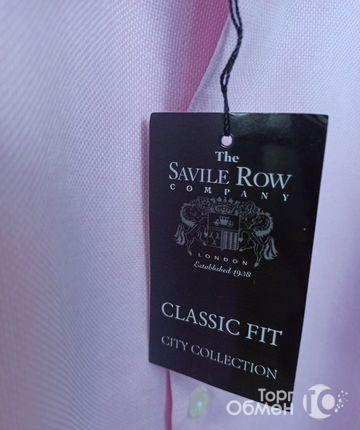 The
SAVILE ROW
COMPANY
LONDON
Established 1938
CLASSIC FIT
CITY COLLECTION
Торг
Обмен